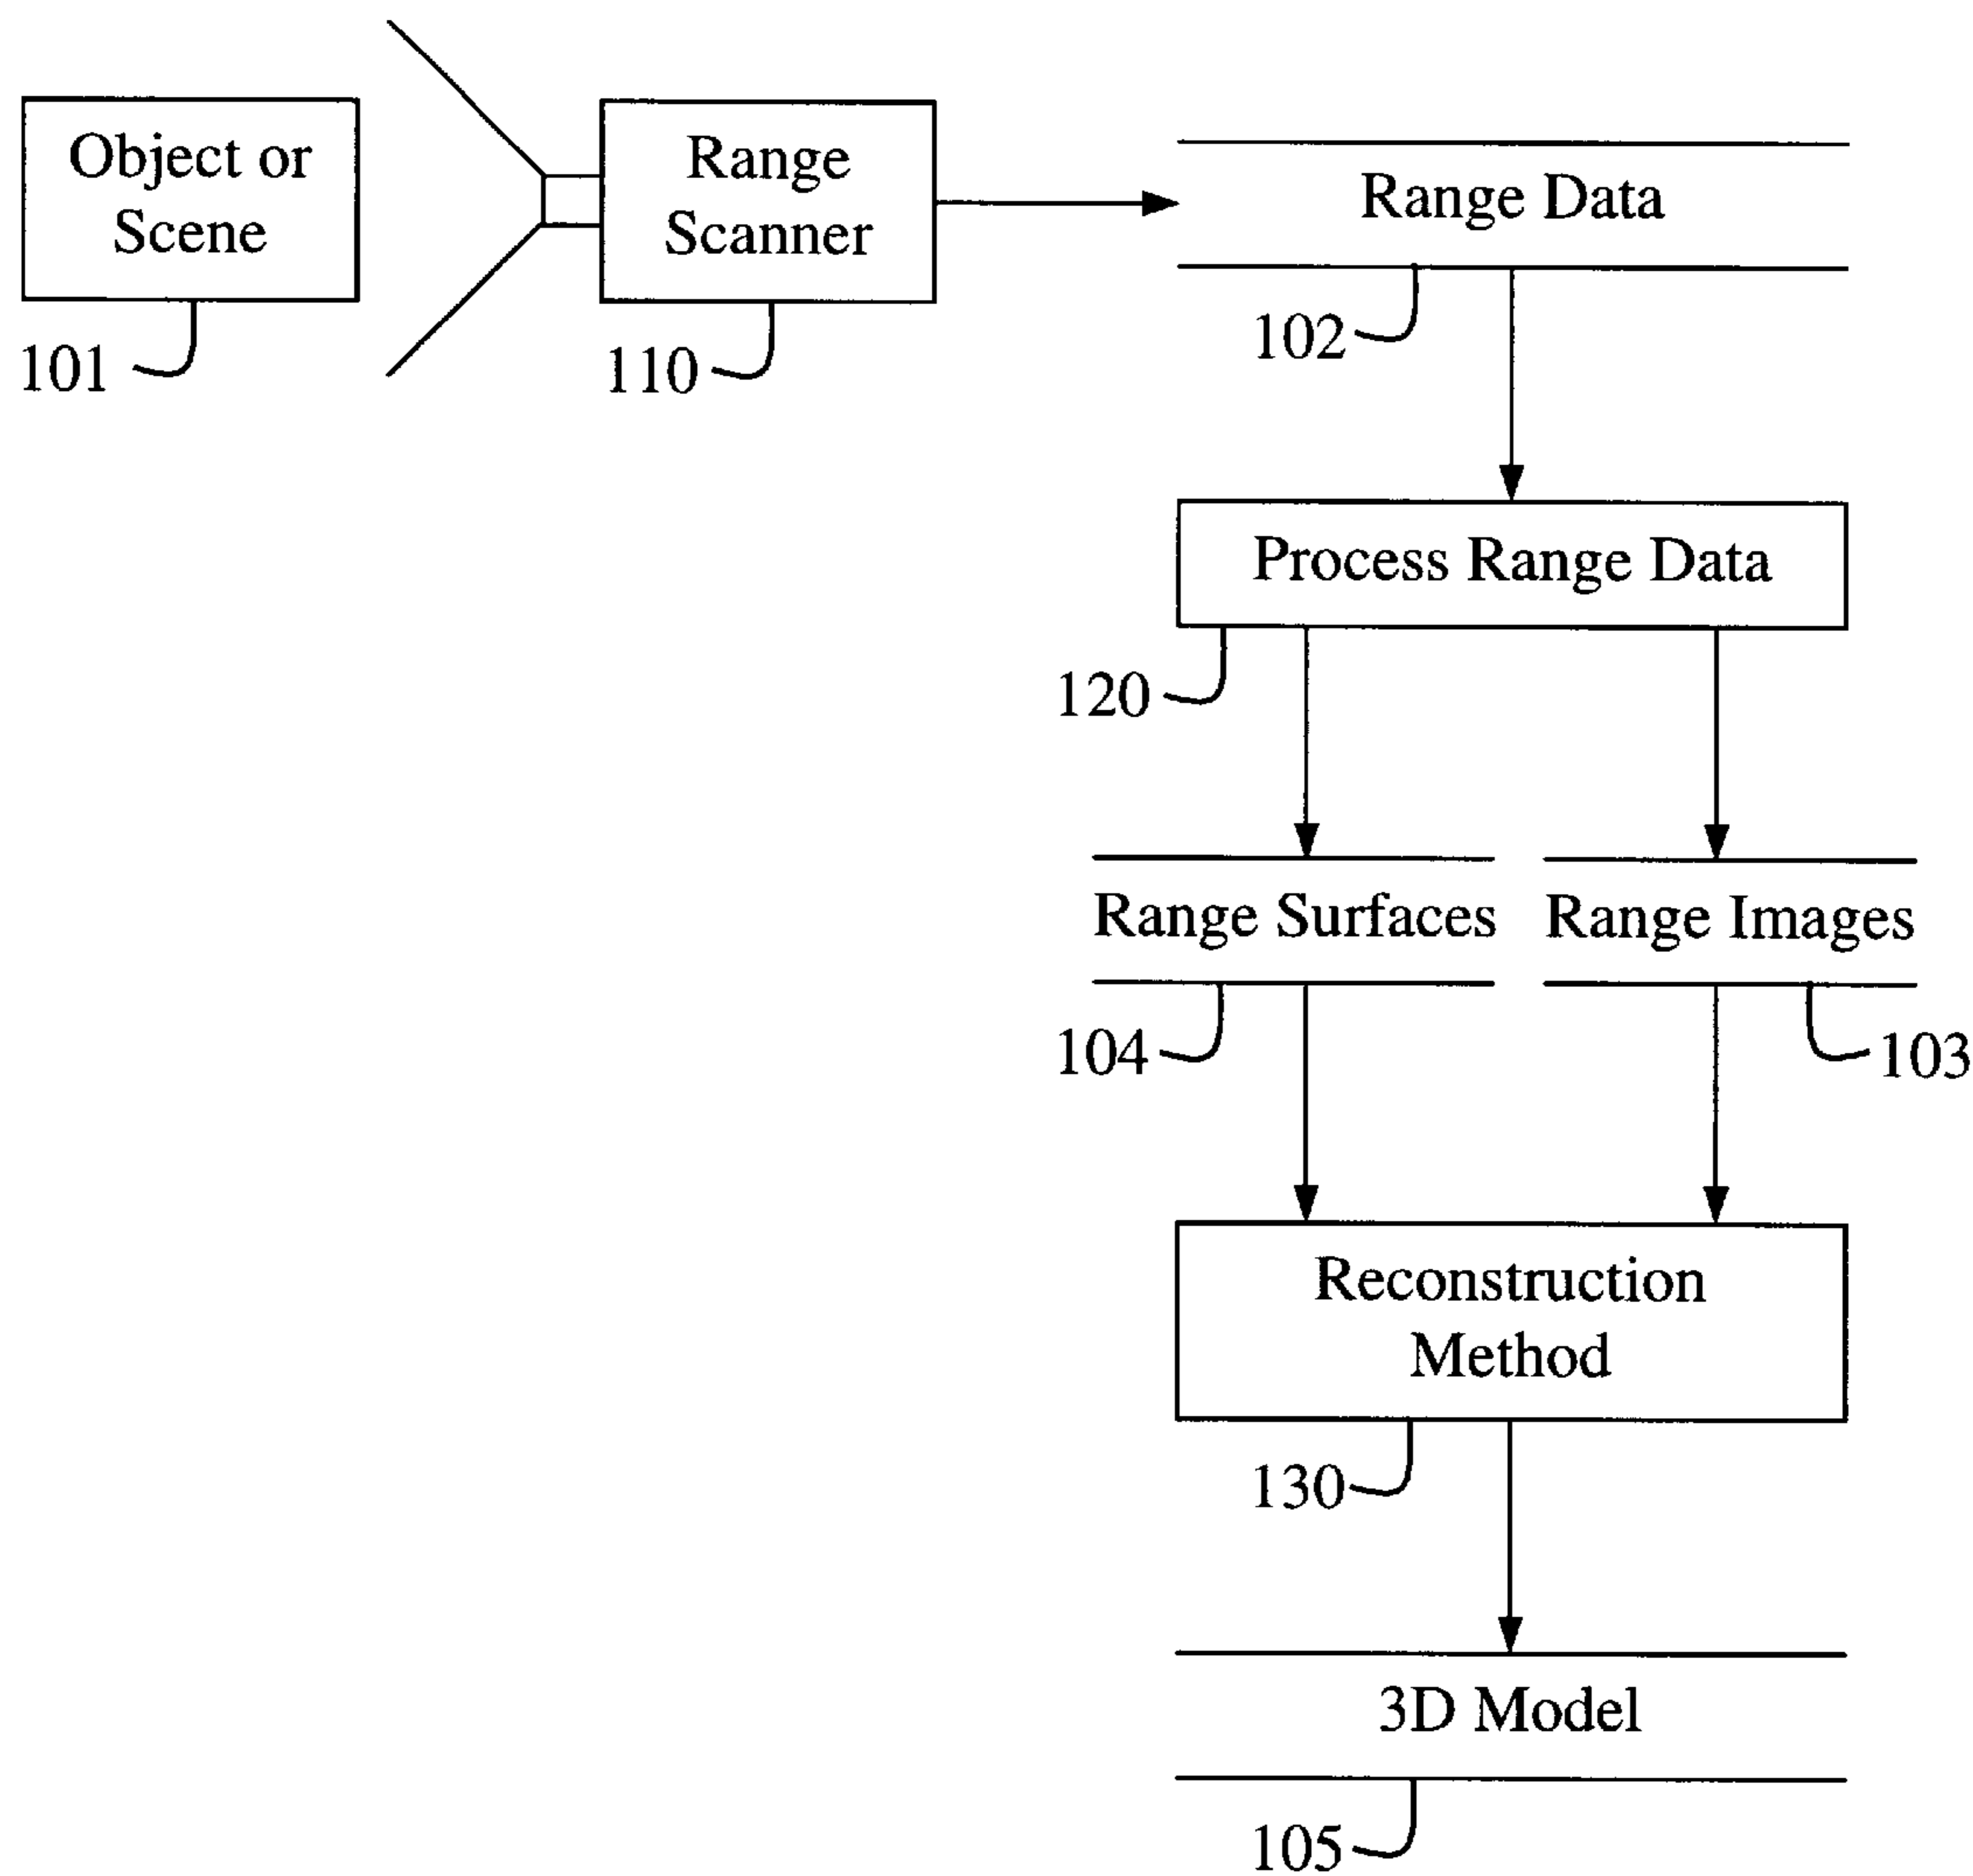 Object or
Scene
101
Range
Scanner
110
Range Data
102
Process Range Data
120
Range Surfaces
104
Range Images
103
Reconstruction
Method
130
3D Model
105